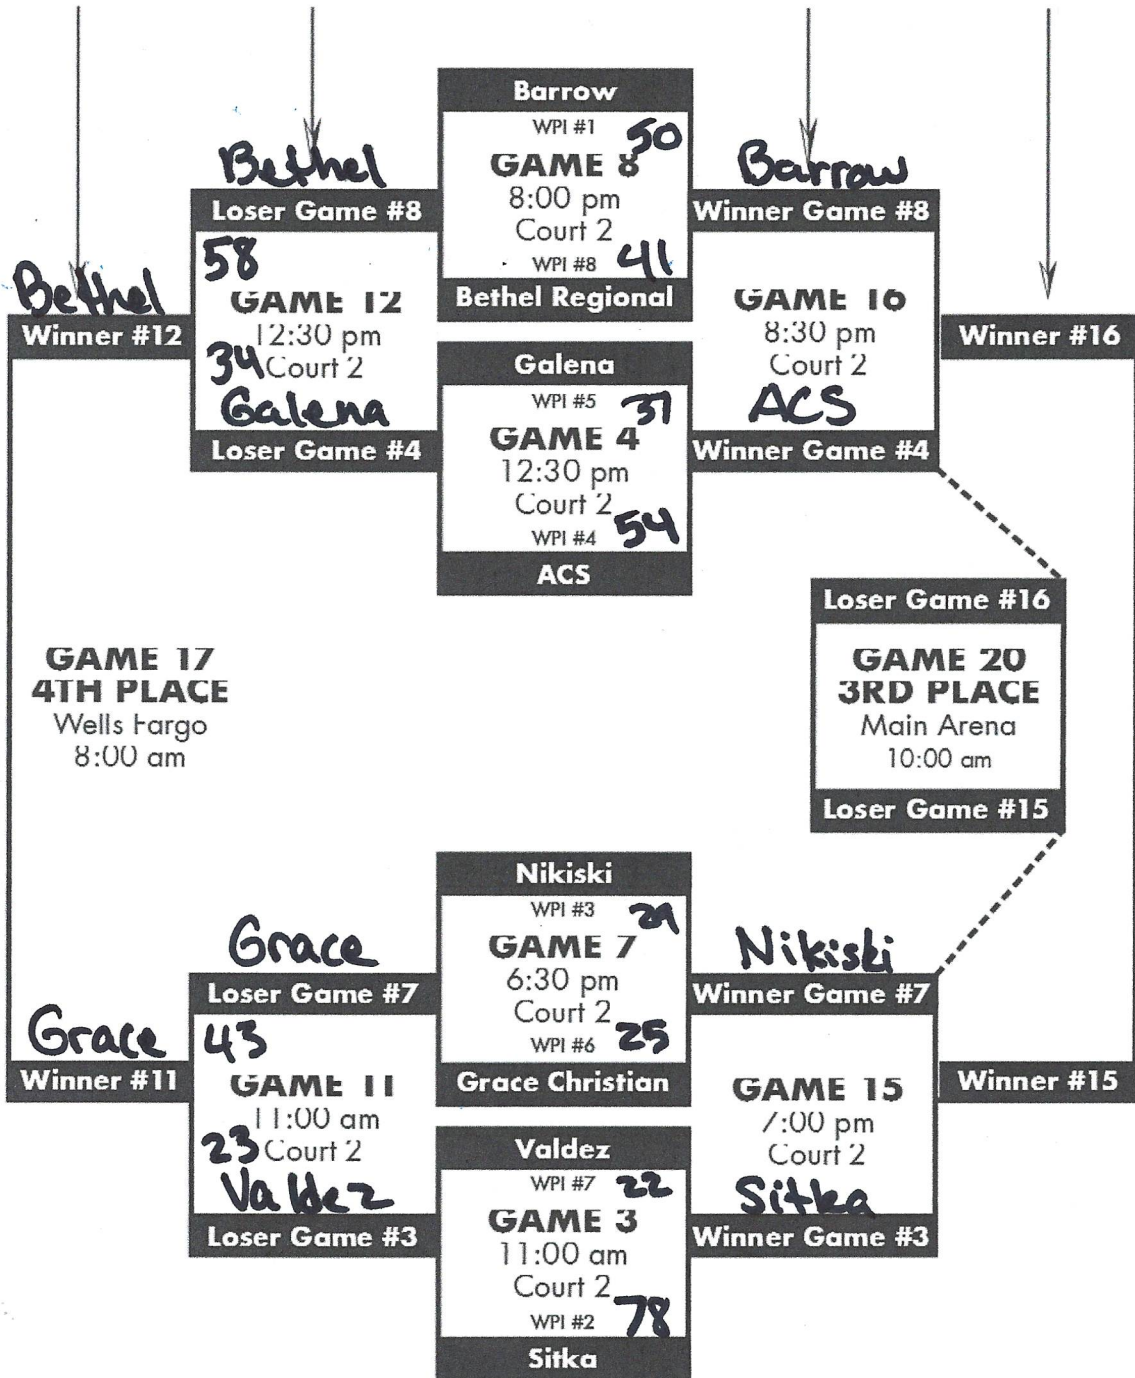 Barrow
WPI #1 50
GAME 8
8:00 pm
Court 2
WPI #8 41
Bethel Regional
Bethel
Loser Game #8
58
GAME 12
12:30 pm
34 Court 2
Galena
Loser Game #4
Bethel
Winner #12
Galena
WPI #5 37
GAME 4
12:30 pm
Court 2
WPI #4 54
ACS
Barrow
Winner Game #8
GAME 16
8:30 pm
Court 2
ACS
Winner Game #4
Winner #16
GAME 17
4TH PLACE
Wells Fargo
8:00 am
Loser Game #16
GAME 20
3RD PLACE
Main Arena
10:00 am
Loser Game #15
Nikiski
WPI #3 29
GAME 7
6:30 pm
Court 2
WPI #6 25
Grace Christian
Grace
Loser Game #7
43
GAME 11
11:00 am
23 Court 2
Valdez
Loser Game #3
Grace
Winner #11
Valdez
WPI #7 22
GAME 3
11:00 am
Court 2
WPI #2 78
Sitka
Nikiski
Winner Game #7
GAME 15
7:00 pm
Court 2
Sitka
Winner Game #3
Winner #15